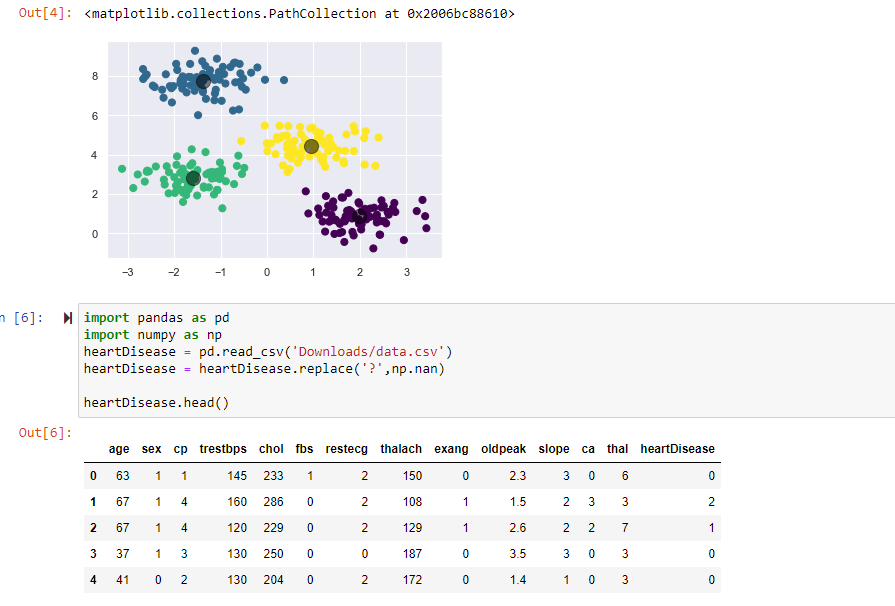 Out[4]: <matplotlib.collections.PathCollection at 0x2006bc88610>
8
6
4
2
0
−3 −2 −1 0 1 2 3
n [6]:
import pandas as pd
import numpy as np
heartDisease = pd.read_csv('Downloads/data.csv')
heartDisease = heartDisease.replace('?',np.nan)
heartDisease.head()
Out[6]:
age sex cp trestbps chol fbs restecg thalach exang oldpeak slope ca thal heartDisease
0 63 1 1 145 233 1 2 150 0 2.3 3 0 6 0
1 67 1 4 160 286 0 2 108 1 1.5 2 3 3 2
2 67 1 4 120 229 0 2 129 1 2.6 2 2 7 1
3 37 1 3 130 250 0 0 187 0 3.5 3 0 3 0
4 41 0 2 130 204 0 2 172 0 1.4 1 0 3 0